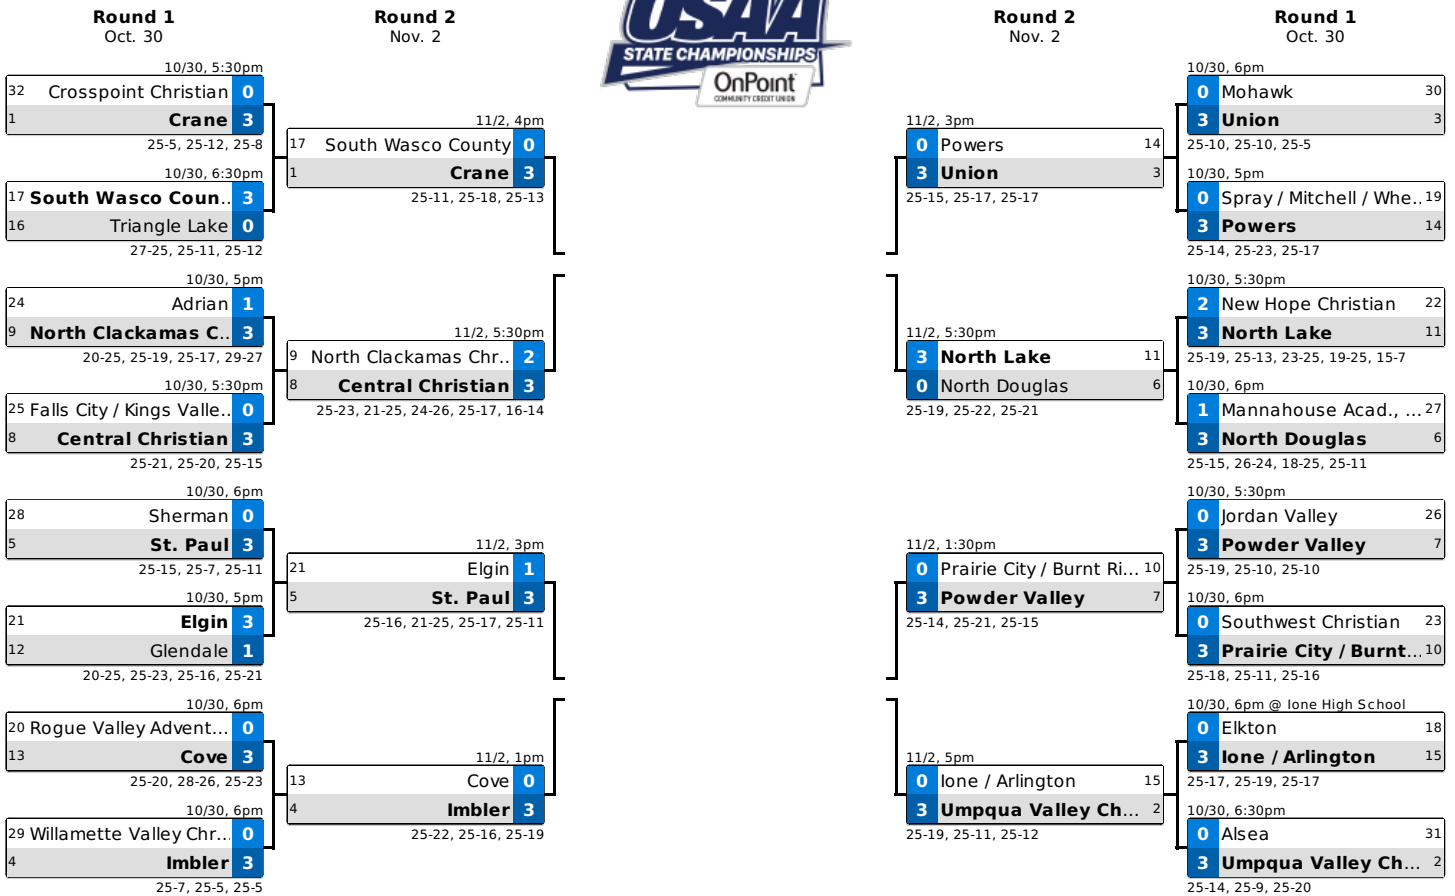 Round 1
Oct. 30
Round 2
Nov. 2
USAA
STATE CHAMPIONSHIPS
OnPoint
COMMUNITY CREDIT UNION
Round 2
Nov. 2
Round 1
Oct. 30
10/30, 5:30pm
32 Crosspoint Christian 0
1 Crane 3
25-5, 25-12, 25-8
10/30, 6:30pm
17 South Wasco Coun.. 3
16 Triangle Lake 0
27-25, 25-11, 25-12
10/30, 5pm
24 Adrian 1
9 North Clackamas C.. 3
20-25, 25-19, 25-17, 29-27
10/30, 5:30pm
25 Falls City / Kings Valle.. 0
8 Central Christian 3
25-21, 25-20, 25-15
10/30, 6pm
28 Sherman 0
5 St. Paul 3
25-15, 25-7, 25-11
10/30, 5pm
21 Elgin 3
12 Glendale 1
20-25, 25-23, 25-16, 25-21
10/30, 6pm
20 Rogue Valley Advent... 0
13 Cove 3
25-20, 28-26, 25-23
10/30, 6pm
29 Willamette Valley Chr.. 0
4 Imbler 3
25-7, 25-5, 25-5
11/2, 4pm
17 South Wasco County 0
1 Crane 3
25-11, 25-18, 25-13
11/2, 5:30pm
9 North Clackamas Chr.. 2
8 Central Christian 3
25-23, 21-25, 24-26, 25-17, 16-14
11/2, 3pm
21 Elgin 1
5 St. Paul 3
25-16, 21-25, 25-17, 25-11
11/2, 1pm
13 Cove 0
4 Imbler 3
25-22, 25-16, 25-19
11/2, 3pm
0 Powers 14
3 Union 3
25-15, 25-17, 25-17
11/2, 5:30pm
3 North Lake 11
0 North Douglas 6
25-19, 25-22, 25-21
11/2, 1:30pm
0 Prairie City / Burnt Ri... 10
3 Powder Valley 7
25-14, 25-21, 25-15
11/2, 5pm
0 Ione / Arlington 15
3 Umpqua Valley Ch... 2
25-19, 25-11, 25-12
10/30, 6pm
0 Mohawk 30
3 Union 3
25-10, 25-10, 25-5
10/30, 5pm
0 Spray / Mitchell / Whe.. 19
3 Powers 14
25-14, 25-23, 25-17
10/30, 5:30pm
2 New Hope Christian 22
3 North Lake 11
25-19, 25-13, 23-25, 19-25, 15-7
10/30, 6pm
1 Mannahouse Acad., ... 27
3 North Douglas 6
25-15, 26-24, 18-25, 25-11
10/30, 5:30pm
0 Jordan Valley 26
3 Powder Valley 7
25-19, 25-10, 25-10
10/30, 6pm
0 Southwest Christian 23
3 Prairie City / Burnt... 10
25-18, 25-11, 25-16
10/30, 6pm @ Ione High School
0 Elkton 18
3 Ione / Arlington 15
25-17, 25-19, 25-17
10/30, 6:30pm
0 Alsea 31
3 Umpqua Valley Ch... 2
25-14, 25-9, 25-20